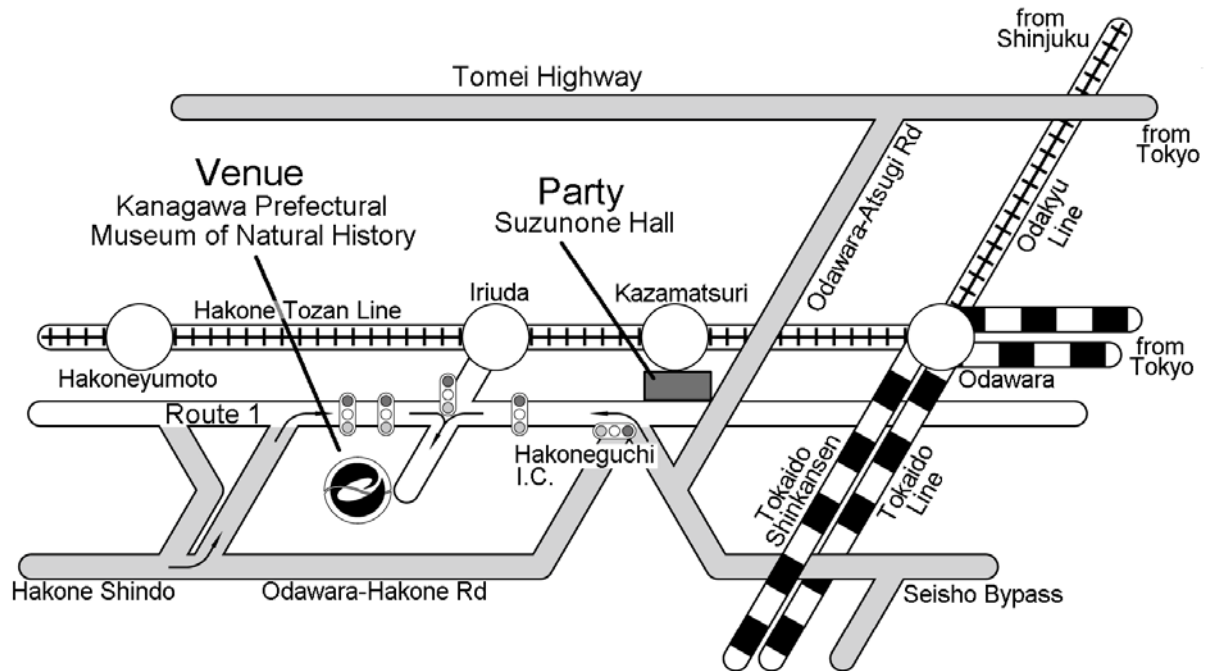 from
Shinjuku
Tomei Highway
from
Tokyo
Venue
Kanagawa Prefectural
Museum of Natural History
Party
Suzunone Hall
Odawara-Atsugi Rd
Odakyu
Line
Hakone Tozan Line
Iriuda
Kazamatsuri
Hakoneyumoto
Odawara
from
Tokyo
Route 1
Hakoneguchi
I.C.
Tokaido
Shinkansen
Tokaido
Line
Hakone Shindo
Odawara-Hakone Rd
Seisho Bypass